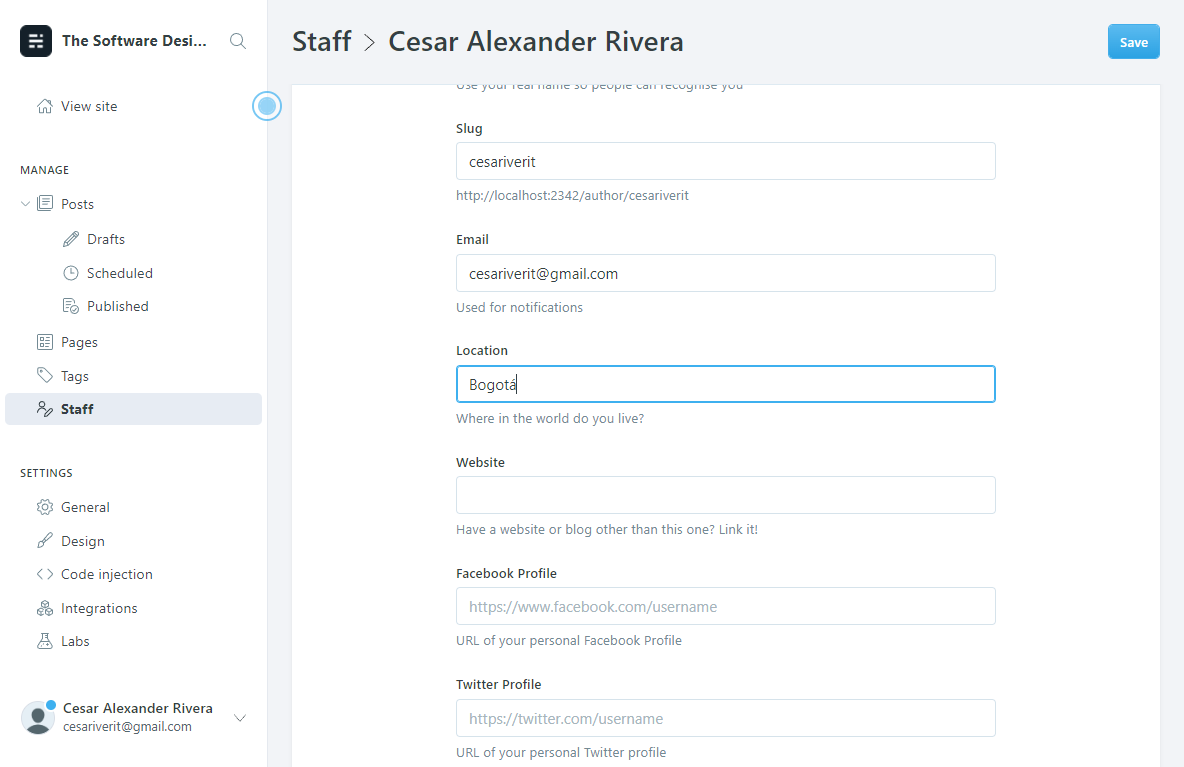 The Software Desi...
View site
MANAGE
Posts
Drafts
Scheduled
Published
Pages
Tags
Staff
SETTINGS
General
Design
Code injection
Integrations
Labs
Cesar Alexander Rivera
cesariverit@gmail.com
Staff > Cesar Alexander Rivera
Save
Use your real name so people can recognise you
Slug
cesariverit
http://localhost:2342/author/cesariverit
Email
cesariverit@gmail.com
Used for notifications
Location
Bogotá
Where in the world do you live?
Website
Have a website or blog other than this one? Link it!
Facebook Profile
https://www.facebook.com/username
URL of your personal Facebook Profile
Twitter Profile
https://twitter.com/username
URL of your personal Twitter profile